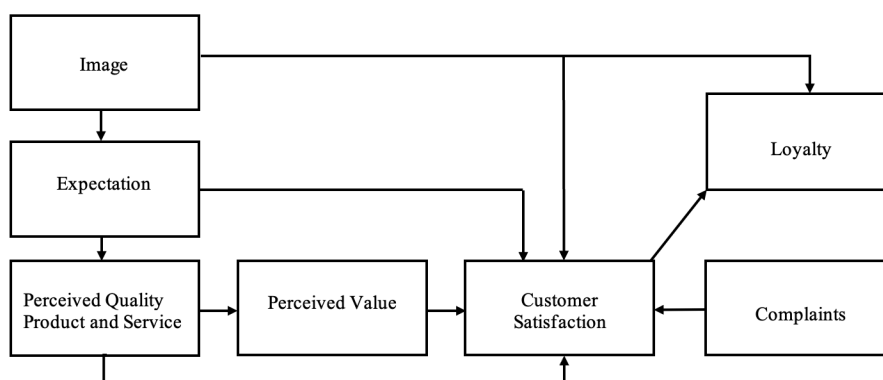 Image
Loyalty
Expectation
Perceived Quality
Product and Service
Perceived Value
Customer
Satisfaction
Complaints